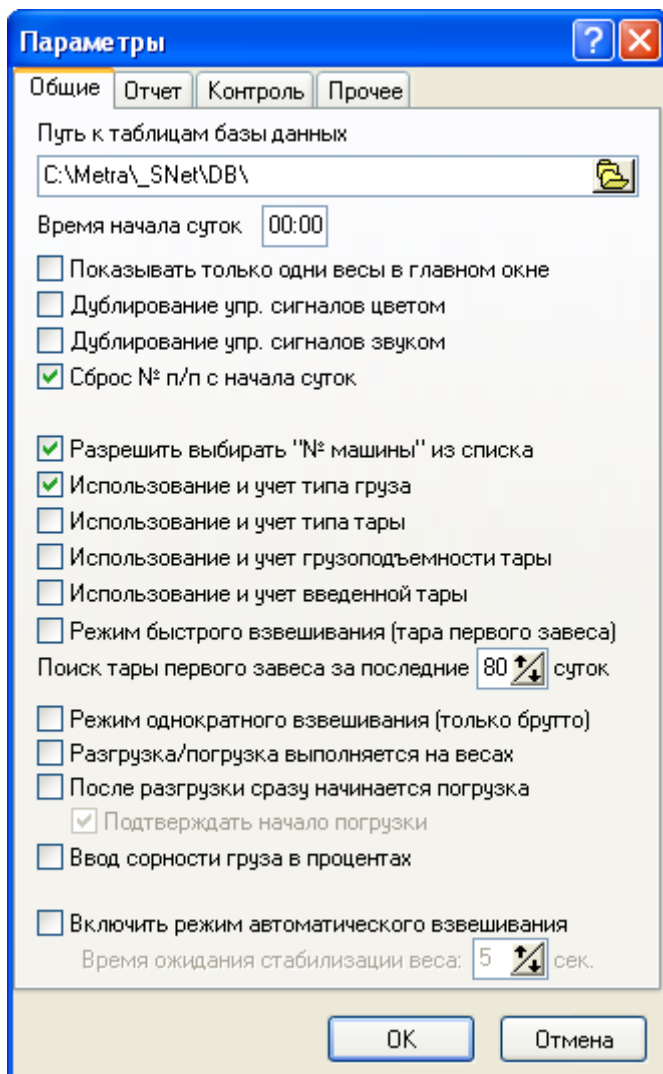 Параметры
Общие Отчет Контроль Прочее
Путь к таблицам базы данных
C:\Metra\_SNet\DB\
Время начала суток 00:00
Показывать только одни весы в главном окне
Дублирование упр. сигналов цветом
Дублирование упр. сигналов звуком
Сброс № п/п с начала суток
Разрешить выбирать "№ машины" из списка
Использование и учет типа груза
Использование и учет типа тары
Использование и учет грузоподъемности тары
Использование и учет введенной тары
Режим быстрого взвешивания (тара первого завеса)
Поиск тары первого завеса за последние 80 суток
Режим однократного взвешивания (только брутто)
Разгрузка/погрузка выполняется на весах
После разгрузки сразу начинается погрузка
Подтверждать начало погрузки
Ввод сорности груза в процентах
Включить режим автоматического взвешивания
Время ожидания стабилизации веса: 5 сек.
OK Отмена